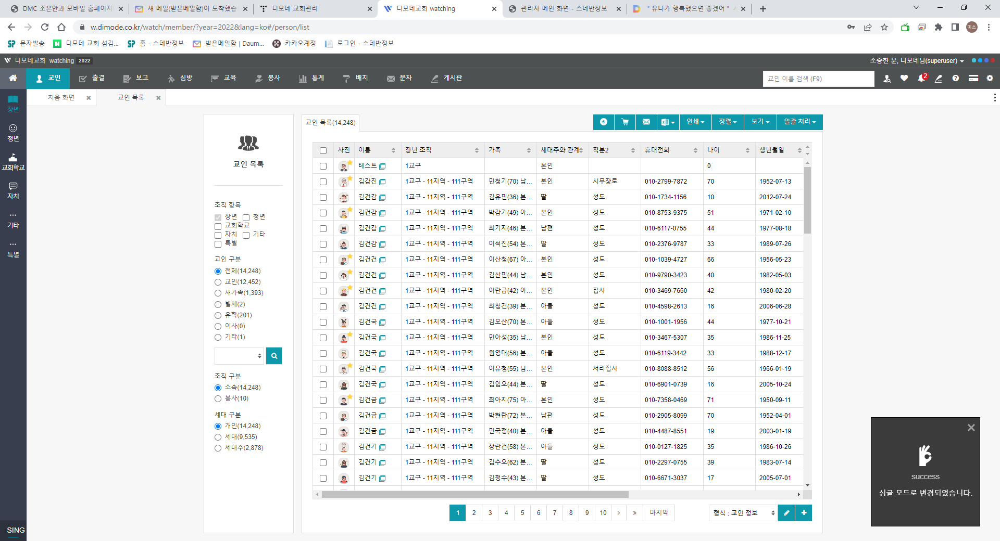 DMC 조은안과 모바일 홈페이지
새 메일(받은메일함)이 도착했습
디모데 교회관리
디모데교회 watching
관리자 메인 화면 - 스데반정보
" 유나가 행복했으면 좋겠어 "
w.dimode.co.kr/watch/member/?year=2022&lang=ko#/person/list
미소
문자발송
디모데 교회 섬김...
홈 - 스데반정보
받은메일함 | Daum...
카카오계정
로그인 - 스데반정보
디모데교회 watching 2022
소중한 분, 디모데님(superuser)
교인 출결 보고 심방 교육 봉사 통계 배치 문자 게시판
교인 이름 검색 (F9)
2
장년
청년
교회학교
자치
기타
특별
SING
처음 화면
교인 목록
교인 목록
조직 항목
장년 청년
교회학교
자치 기타
특별
교인 구분
전체(14,248)
교인(12,452)
새가족(1,393)
별세(2)
유학(201)
이사(0)
기타(1)
조직 구분
소속(14,248)
봉사(10)
세대 구분
개인(14,248)
세대(9,535)
세대주(2,878)
교인 목록(14,248)
인쇄 정렬 보기 일괄 처리
사진 이름 장년 조직 가족 세대주와 관계 직분2 휴대전화 나이 생년월일
테스트 1교구 본인 0
김감진 1교구 - 11지역 - 111구역 민청기(70) 남... 본인 시무장로 010-2799-7872 70 1952-07-13
김건감 1교구 - 11지역 - 111구역 김유민(36) 본... 딸 성도 010-1734-1156 10 2012-07-24
김건감 1교구 - 11지역 - 111구역 박감기(49) 아... 본인 성도 010-8753-9375 51 1971-02-10
김건감 1교구 - 11지역 - 111구역 최기지(46) 본... 남편 성도 010-6117-0755 44 1977-08-18
김건감 1교구 - 11지역 - 111구역 이석진(54) 본... 딸 성도 010-2376-9787 33 1989-07-26
김건건 1교구 - 11지역 - 111구역 이산청(67) 아... 본인 성도 010-1039-4727 66 1956-05-23
김건건 1교구 - 11지역 - 111구역 김산민(44) 남... 본인 성도 010-9790-3423 40 1982-05-03
김건건 1교구 - 11지역 - 111구역 이란금(42) 아... 본인 집사 010-3469-7660 42 1980-02-20
김건건 1교구 - 11지역 - 111구역 최청건(39) 본... 아들 성도 010-4598-2613 16 2006-06-28
김건국 1교구 - 11지역 - 111구역 김오산(70) 본... 아들 성도 010-1001-1956 44 1977-10-21
김건국 1교구 - 11지역 - 111구역 민아성(35) 남... 본인 성도 010-3467-5307 35 1986-11-25
김건국 1교구 - 11지역 - 111구역 원영대(56) 본... 아들 성도 010-6119-3442 33 1988-12-17
김건국 1교구 - 11지역 - 111구역 이유청(55) 남... 본인 서리집사 010-8088-8512 56 1966-01-19
김건국 1교구 - 11지역 - 111구역 김임오(44) 본... 딸 성도 010-6901-0739 16 2005-10-24
김건금 1교구 - 11지역 - 111구역 최아지(75) 아... 본인 성도 010-7358-0469 71 1950-09-11
김건금 1교구 - 11지역 - 111구역 박현란(72) 본... 남편 성도 010-2905-8099 70 1952-04-01
김건금 1교구 - 11지역 - 111구역 민국정(40) 본... 아들 성도 010-4487-8551 19 2003-01-19
김건기 1교구 - 11지역 - 111구역 장란건(58) 본... 아들 성도 010-0127-1825 35 1986-10-26
김건기 1교구 - 11지역 - 111구역 김수오(62) 본... 딸 성도 010-2297-0755 39 1983-07-14
김건기 1교구 - 11지역 - 111구역 김청수(43) 본... 딸 성도 010-6671-3037 17 2005-07-01
1 2 3 4 5 6 7 8 9 10 › » 마지막
형식 : 교인 정보
success
싱글 모드로 변경되었습니다.